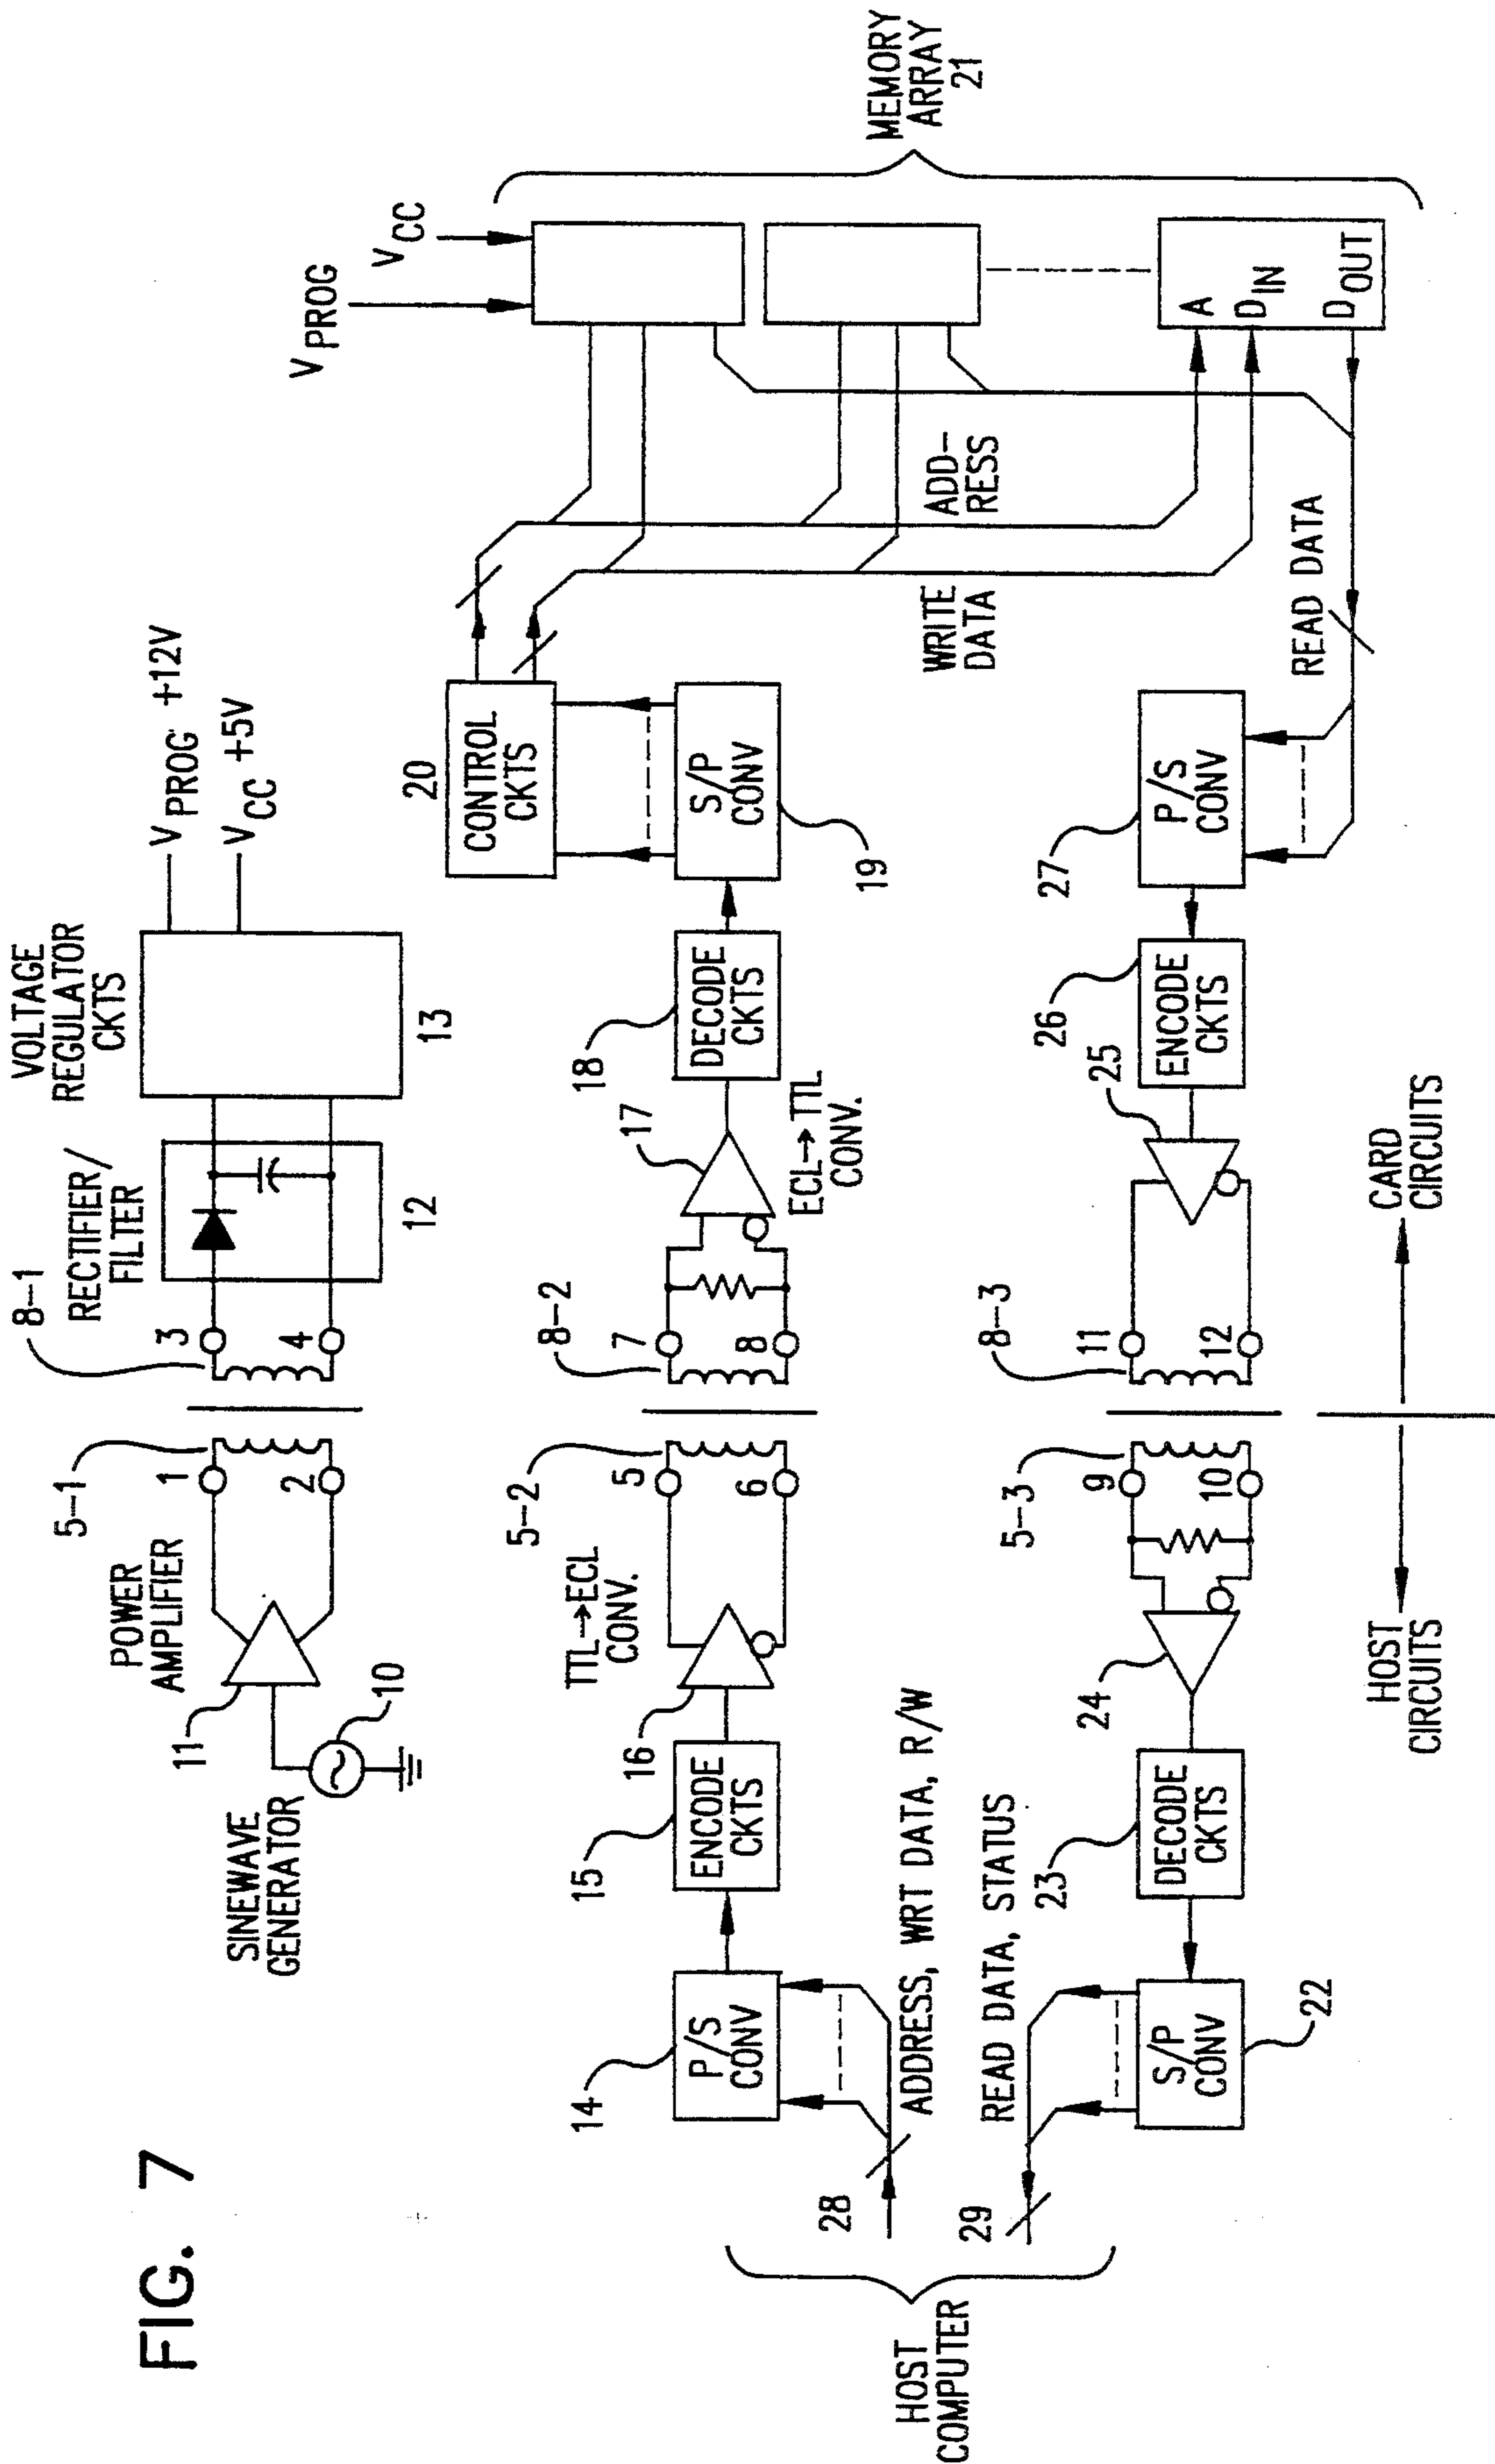 FIG. 7
SINEWAVE
GENERATOR
10
POWER
AMPLIFIER
11
5-1
1
2
8-1
3
4
RECTIFIER/
FILTER
12
VOLTAGE
REGULATOR
CKTS
13
VPROG +12V
VCC +5V
HOST
COMPUTER
28
ADDRESS, WRT DATA, R/W
14
P/S
CONV
15
ENCODE
CKTS
16
TTL→ECL
CONV.
5-2
5
6
8-2
7
8
17
ECL→TTL
CONV.
18
DECODE
CKTS
S/P
CONV
19
20
CONTROL
CKTS
VPROG
VCC
WRITE
DATA
ADD-
RESS
A
DIN
DOUT
MEMORY
ARRAY
21
29
READ DATA, STATUS
S/P
CONV
22
23
DECODE
CKTS
24
5-3
9
10
8-3
11
12
25
26
ENCODE
CKTS
27
P/S
CONV
READ DATA
HOST
CIRCUITS
CARD
CIRCUITS